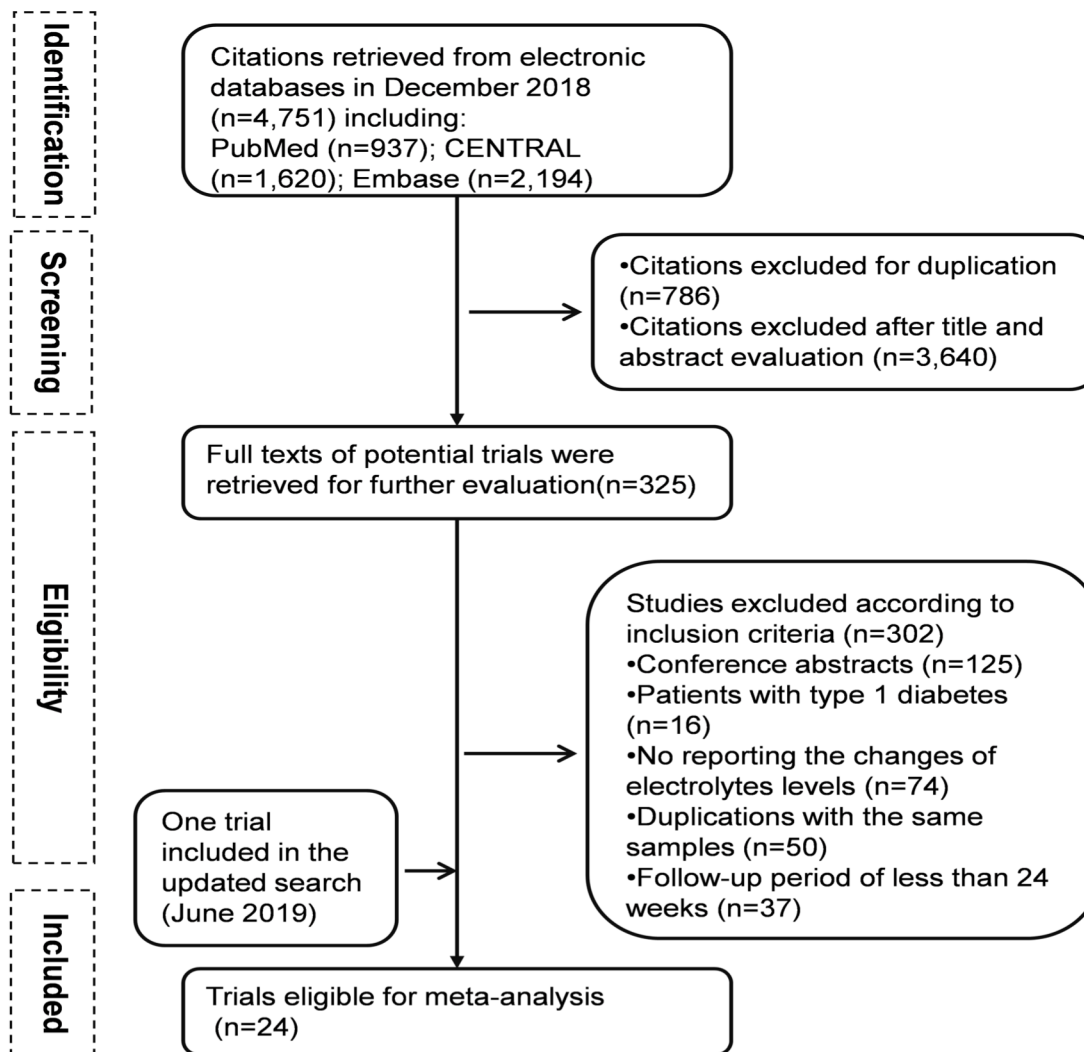 Identification
Citations retrieved from electronic
databases in December 2018
(n=4,751) including:
PubMed (n=937); CENTRAL
(n=1,620); Embase (n=2,194)
Screening
•Citations excluded for duplication
(n=786)
•Citations excluded after title and
abstract evaluation (n=3,640)
Eligibility
Full texts of potential trials were
retrieved for further evaluation(n=325)
Studies excluded according to
inclusion criteria (n=302)
•Conference abstracts (n=125)
•Patients with type 1 diabetes
(n=16)
•No reporting the changes of
electrolytes levels (n=74)
•Duplications with the same
samples (n=50)
•Follow-up period of less than 24
weeks (n=37)
One trial
included in the
updated search
(June 2019)
Included
Trials eligible for meta-analysis
(n=24)